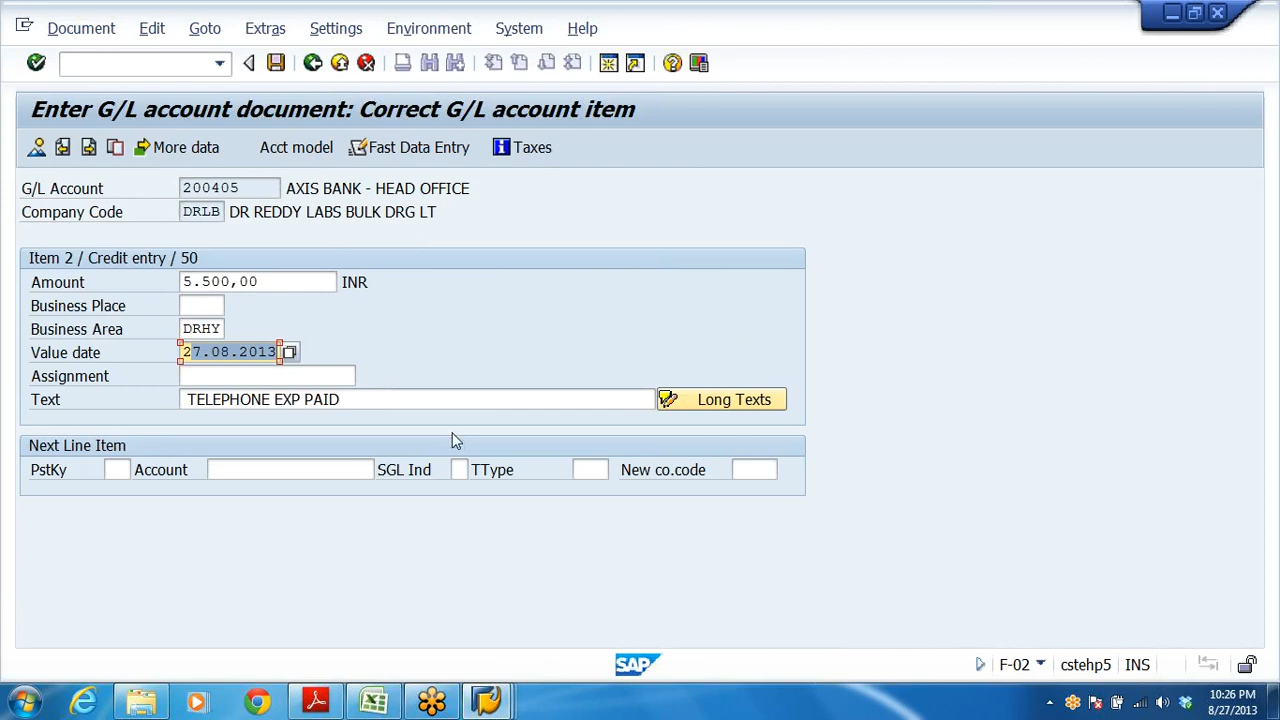 Document Edit Goto Extras Settings Environment System Help
Enter G/L account document: Correct G/L account item
More data Acct model Fast Data Entry Taxes
G/L Account 200405 AXIS BANK - HEAD OFFICE
Company Code DRLB DR REDDY LABS BULK DRG LT
Item 2 / Credit entry / 50
Amount 5.500,00 INR
Business Place
Business Area DRHY
Value date 27.08.2013
Assignment
Text TELEPHONE EXP PAID Long Texts
Next Line Item
PstKy Account SGL Ind TType New co.code
SAP F-02 cstehp5 INS
10:26 PM
8/27/2013